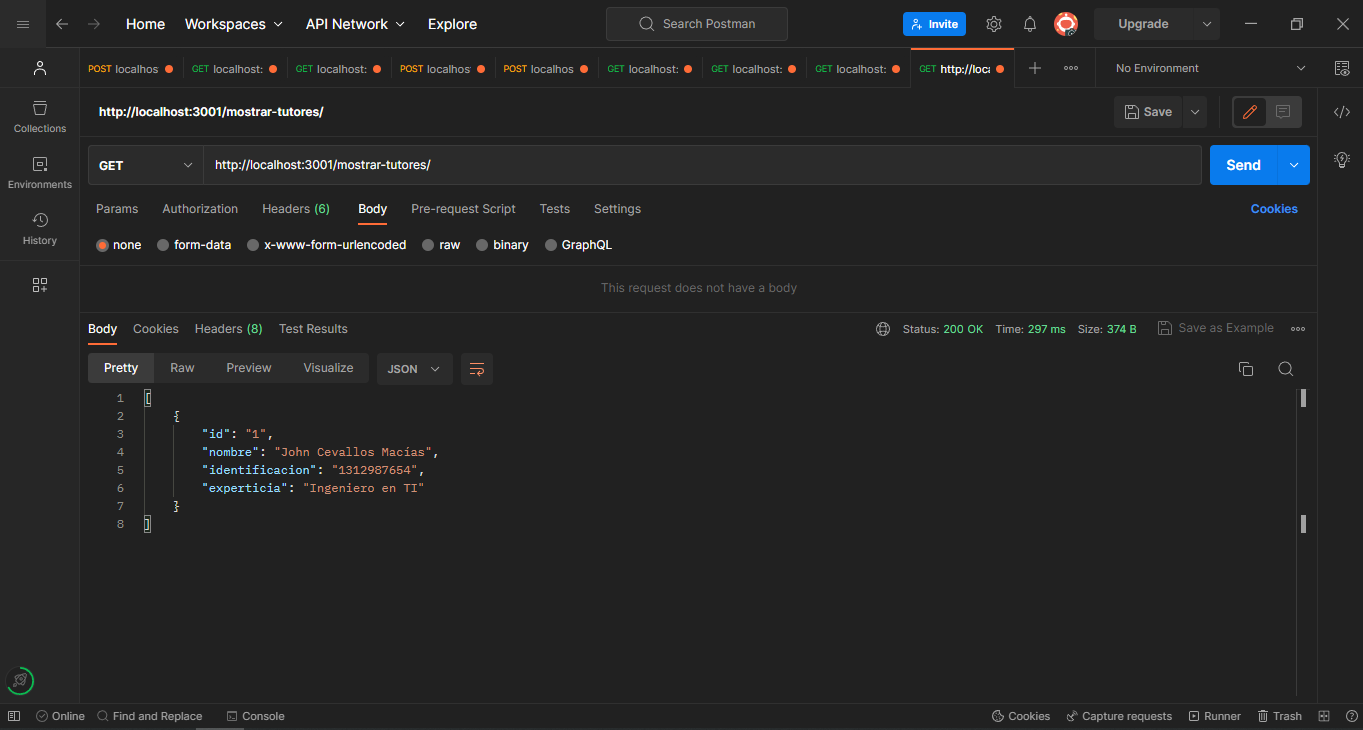 Home Workspaces API Network Explore Search Postman Invite Upgrade
POST localhos GET localhost: GET localhost: POST localhos POST localhos GET localhost: GET localhost: GET localhost: GET http://loca No Environment
http://localhost:3001/mostrar-tutores/ Save
Collections
Environments
History
GET http://localhost:3001/mostrar-tutores/ Send
Params Authorization Headers (6) Body Pre-request Script Tests Settings Cookies
none form-data x-www-form-urlencoded raw binary GraphQL
This request does not have a body
Body Cookies Headers (8) Test Results Status: 200 OK Time: 297 ms Size: 374 B Save as Example
Pretty Raw Preview Visualize JSON
1 [
2 {
3 "id": "1",
4 "nombre": "John Cevallos Macías",
5 "identificacion": "1312987654",
6 "experticia": "Ingeniero en TI"
7 }
8 ]
Online Find and Replace Console Cookies Capture requests Runner Trash